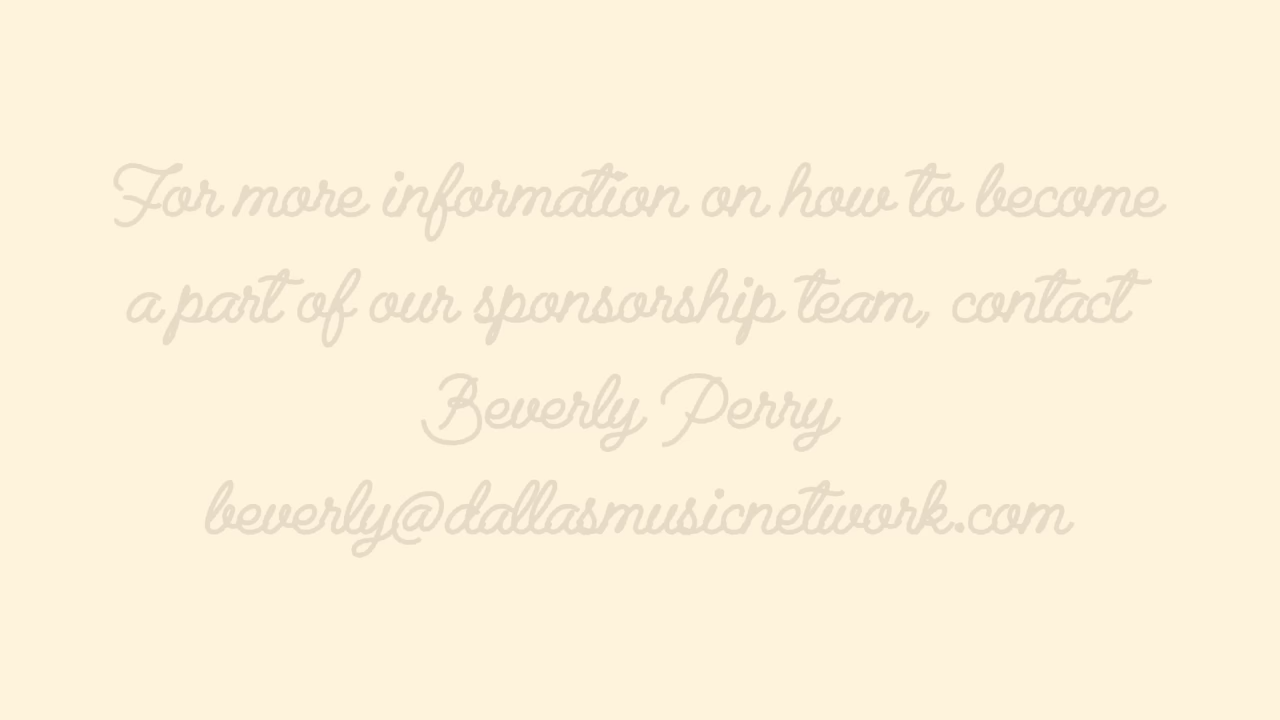 For more information on how to become
a part of our sponsorship team, contact
Beverly Perry
beverly@dallasmusicnetwork.com